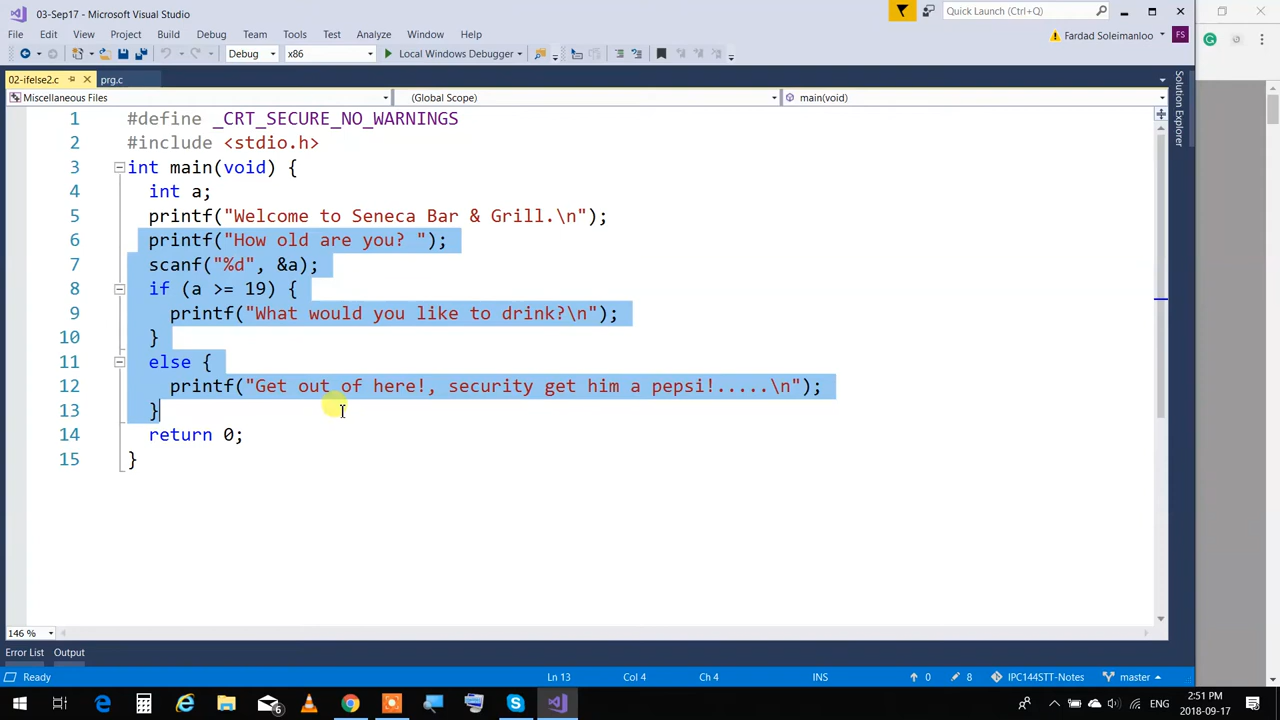 03-Sep17 - Microsoft Visual Studio
Quick Launch (Ctrl+Q)
File Edit View Project Build Debug Team Tools Test Analyze Window Help
Fardad Soleimanloo FS
Debug x86 Local Windows Debugger
02-ifelse2.c prg.c
Miscellaneous Files (Global Scope) main(void)
1 #define _CRT_SECURE_NO_WARNINGS
2 #include <stdio.h>
3 int main(void) {
4 int a;
5 printf("Welcome to Seneca Bar & Grill.\n");
6 printf("How old are you? ");
7 scanf("%d", &a);
8 if (a >= 19) {
9 printf("What would you like to drink?\n");
10 }
11 else {
12 printf("Get out of here!, security get him a pepsi!.....\n");
13 }
14 return 0;
15 }
Solution Explorer
146 %
Error List Output
Ready Ln 13 Col 4 Ch 4 INS 0 8 IPC144STT-Notes master
6 ENG 2:51 PM
2018-09-17